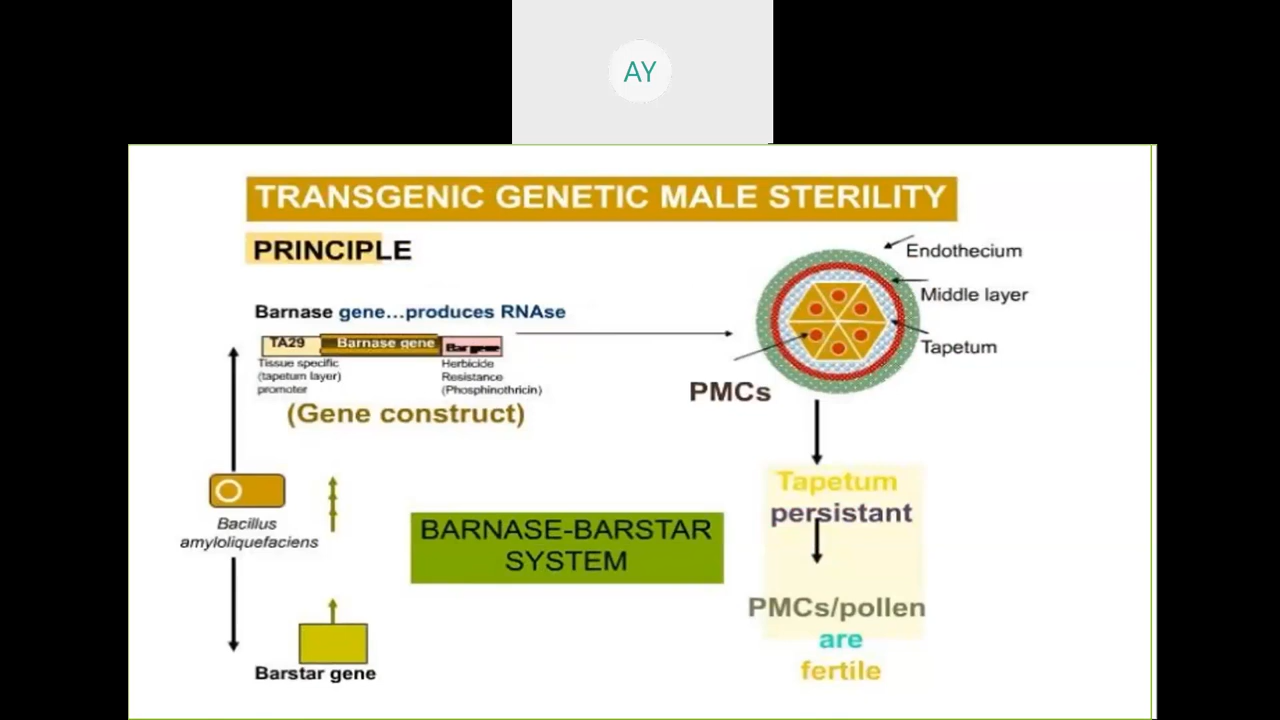 AY
TRANSGENIC GENETIC MALE STERILITY
PRINCIPLE
Barnase gene...produces RNAse
TA29
Barnase gene
Tissue specific
(tapetum layer)
promoter
Herbicide
Resistance
(Phosphinothricin)
(Gene construct)
Endothecium
Middle layer
Tapetum
PMCs
Bacillus
amyloliquefaciens
BARNASE-BARSTAR
SYSTEM
Tapetum
persistant
PMCs/pollen
are
fertile
Barstar gene